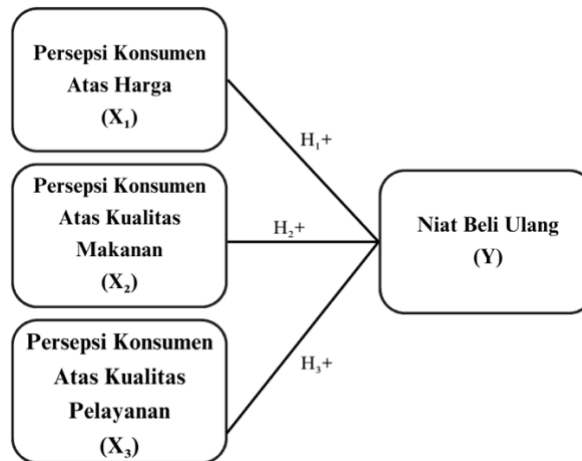 Persepsi Konsumen
Atas Harga
(X₁)
H₁+
Persepsi Konsumen
Atas Kualitas
Makanan
(X₂)
H₂+
Niat Beli Ulang
(Y)
Persepsi Konsumen
Atas Kualitas
Pelayanan
(X₃)
H₃+